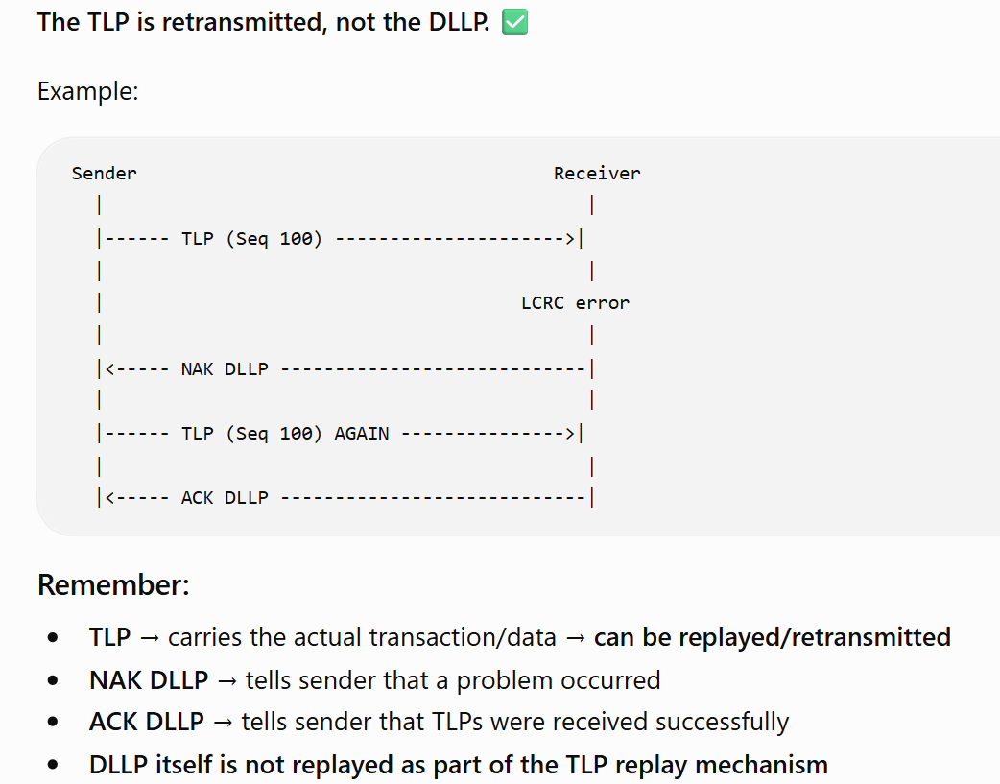 The TLP is retransmitted, not the DLLP. ✅
Example:
Sender                                  Receiver
  |                                             |
  |------ TLP (Seq 100) --------------------->|
  |                                             |
  |                                       LCRC error
  |                                             |
  |<----- NAK DLLP ----------------------------|
  |                                             |
  |------ TLP (Seq 100) AGAIN --------------->|
  |                                             |
  |<----- ACK DLLP ----------------------------|
Remember:
• TLP → carries the actual transaction/data → can be replayed/retransmitted
• NAK DLLP → tells sender that a problem occurred
• ACK DLLP → tells sender that TLPs were received successfully
• DLLP itself is not replayed as part of the TLP replay mechanism